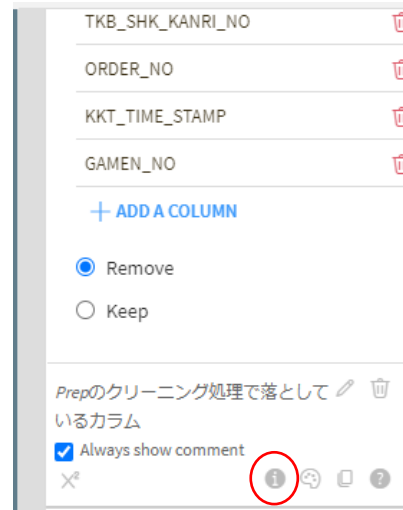 TKB_SHK_KANRI_NO
ORDER_NO
KKT_TIME_STAMP
GAMEN_NO
+ ADD A COLUMN
Remove
Keep
Prepのクリーニング処理で落として
いるカラム
Always show comment